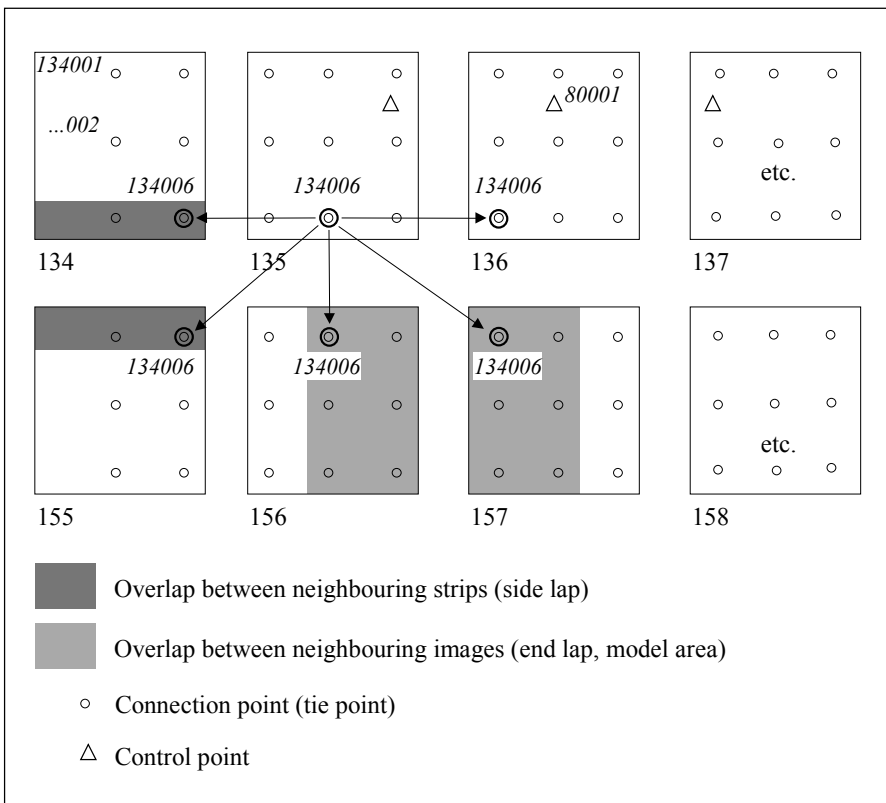 134001
80001
...002
etc.
134006 134006 134006
134 135 136 137
134006 134006 134006
etc.
155 156 157 158
Overlap between neighbouring strips (side lap)
Overlap between neighbouring images (end lap, model area)
Connection point (tie point)
Control point